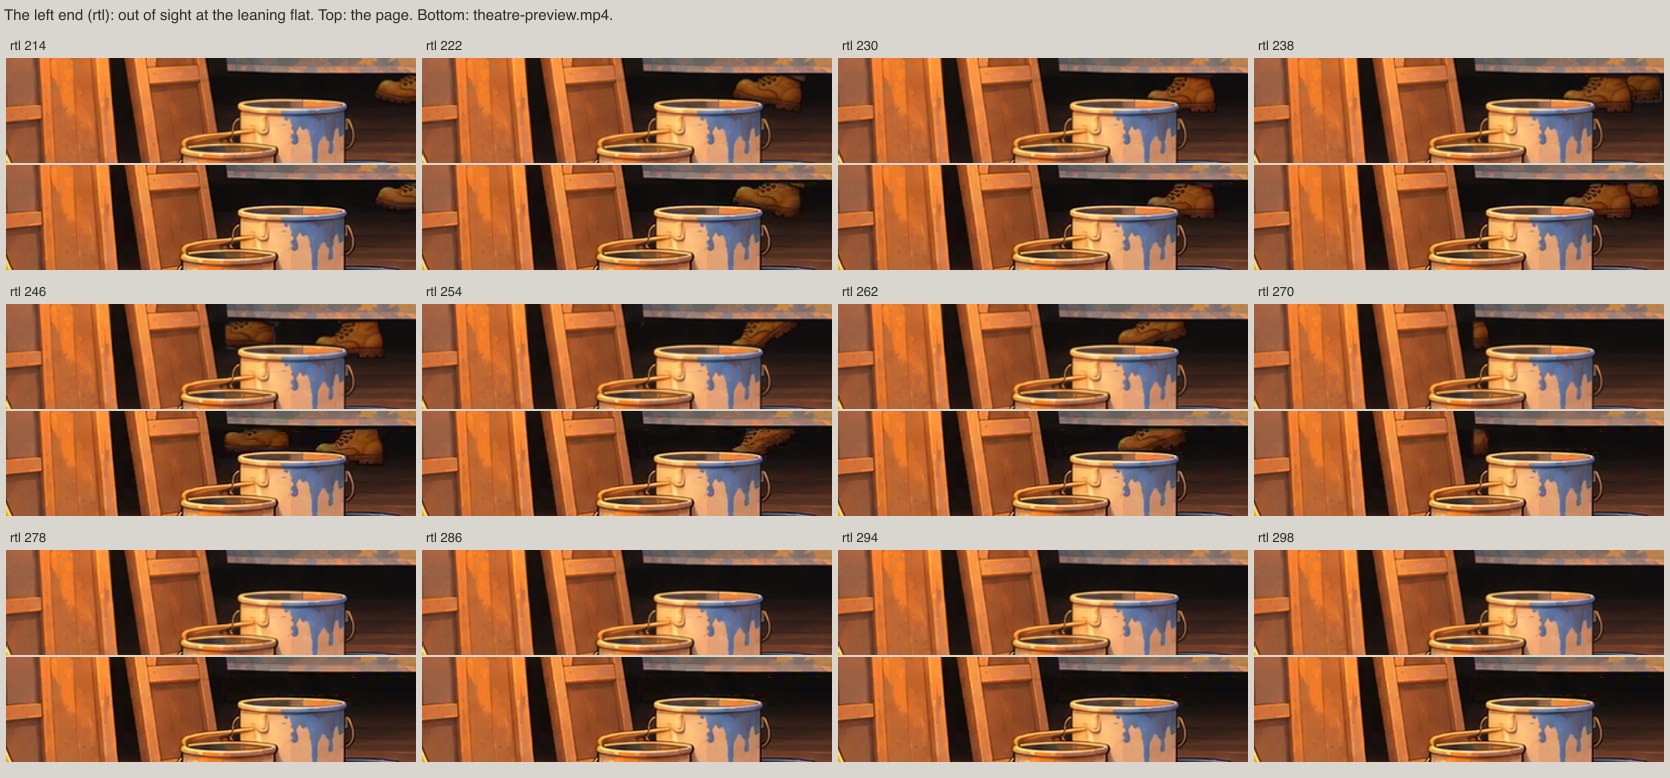 The left end (rtl): out of sight at the leaning flat. Top: the page. Bottom: theatre-preview.mp4.
rtl 214
rtl 222
rtl 230
rtl 238
rtl 246
rtl 254
rtl 262
rtl 270
rtl 278
rtl 286
rtl 294
rtl 298